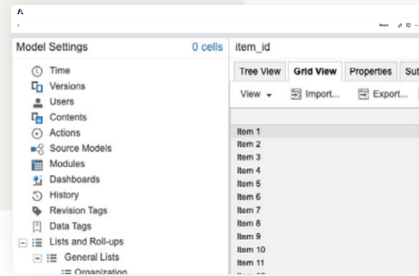 Model Settings 0 cells
Time
Versions
Users
Contents
Actions
Source Models
Modules
Dashboards
History
Revision Tags
Data Tags
Lists and Roll-ups
General Lists
Organization
item_id
Tree View Grid View Properties Sub
View Import... Export...
Item 1
Item 2
Item 3
Item 4
Item 5
Item 6
Item 7
Item 8
Item 9
Item 10
Item 11